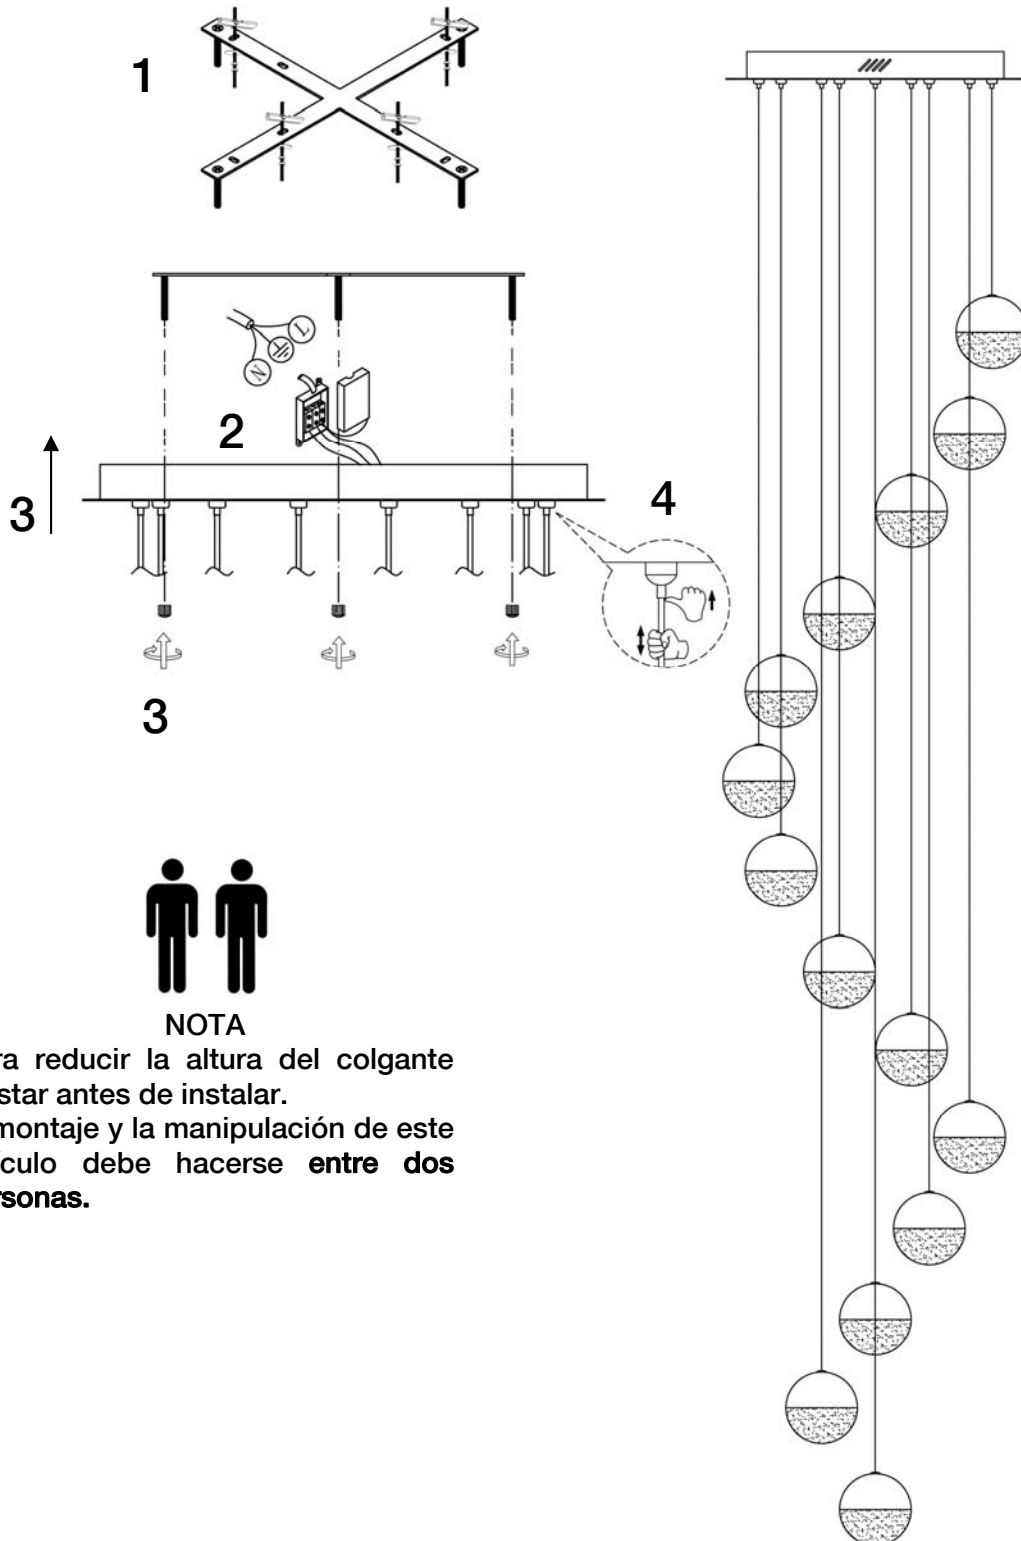 1
L
N
2
3
4
3
NOTA
ra reducir la altura del colgante
star antes de instalar.
montaje y la manipulación de este
ículo debe hacerse entre dos
rsonas.